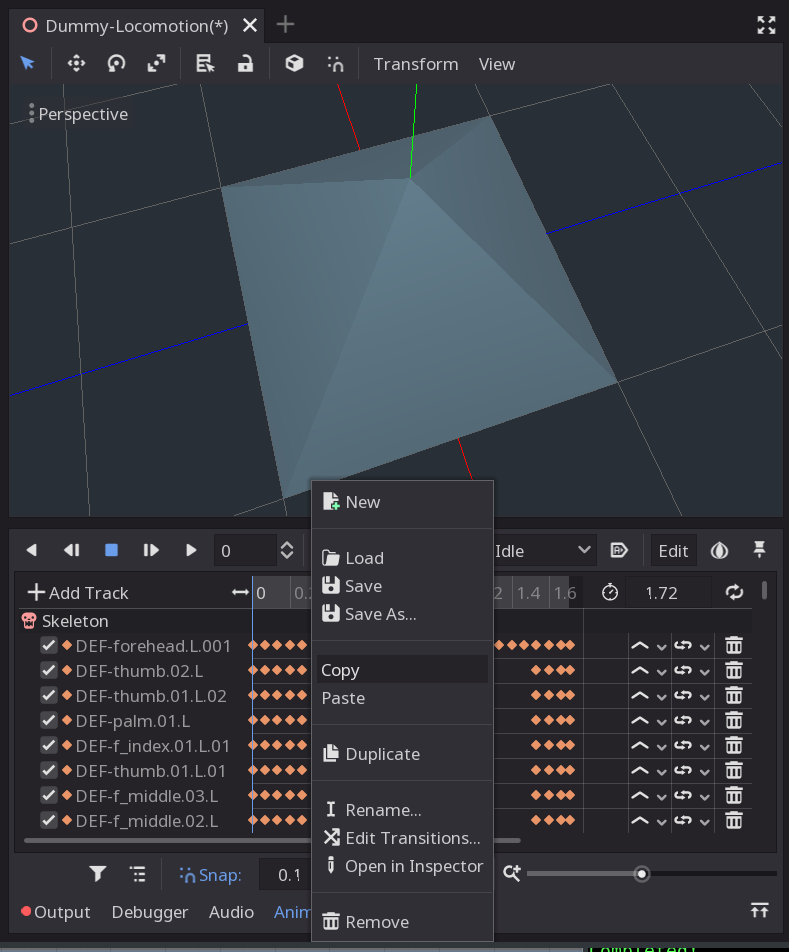 Dummy-Locomotion(*)
Transform View
Perspective
New
Load
Save
Save As...
Copy
Paste
Duplicate
Rename...
Edit Transitions...
Open in Inspector
Remove
0 Idle Edit
Add Track 0 0.2 2 1.4 1.6 1.72
Skeleton
DEF-forehead.L.001
DEF-thumb.02.L
DEF-thumb.01.L.02
DEF-palm.01.L
DEF-f_index.01.L.01
DEF-thumb.01.L.01
DEF-f_middle.03.L
DEF-f_middle.02.L
Snap: 0.1
Output Debugger Audio Anim
Completed!